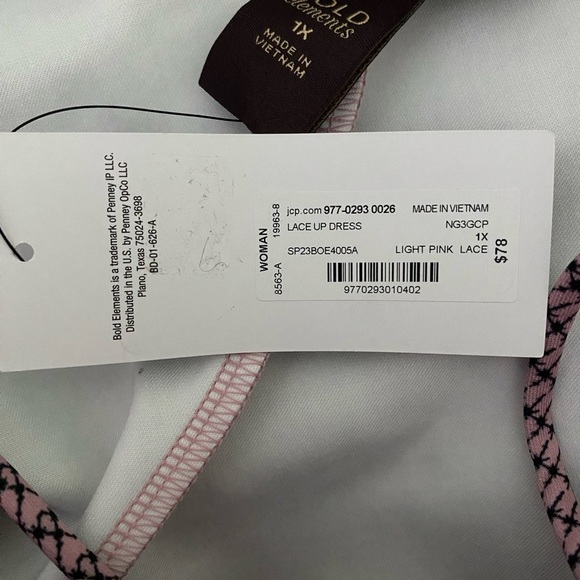 BOLD
elements
1X
MADE IN
VIETNAM
Bold Elements is a trademark of Penney IP LLC.
Distributed in the U.S. by Penney OpCo LLC
Plano, Texas 75024-3698
BD-01-626-A
WOMAN 19963-8
8563-A
jcp.com 977-0293 0026 MADE IN VIETNAM
LACE UP DRESS NG3GCP
1X
SP23BOE4005A LIGHT PINK LACE
$78
9770293010402